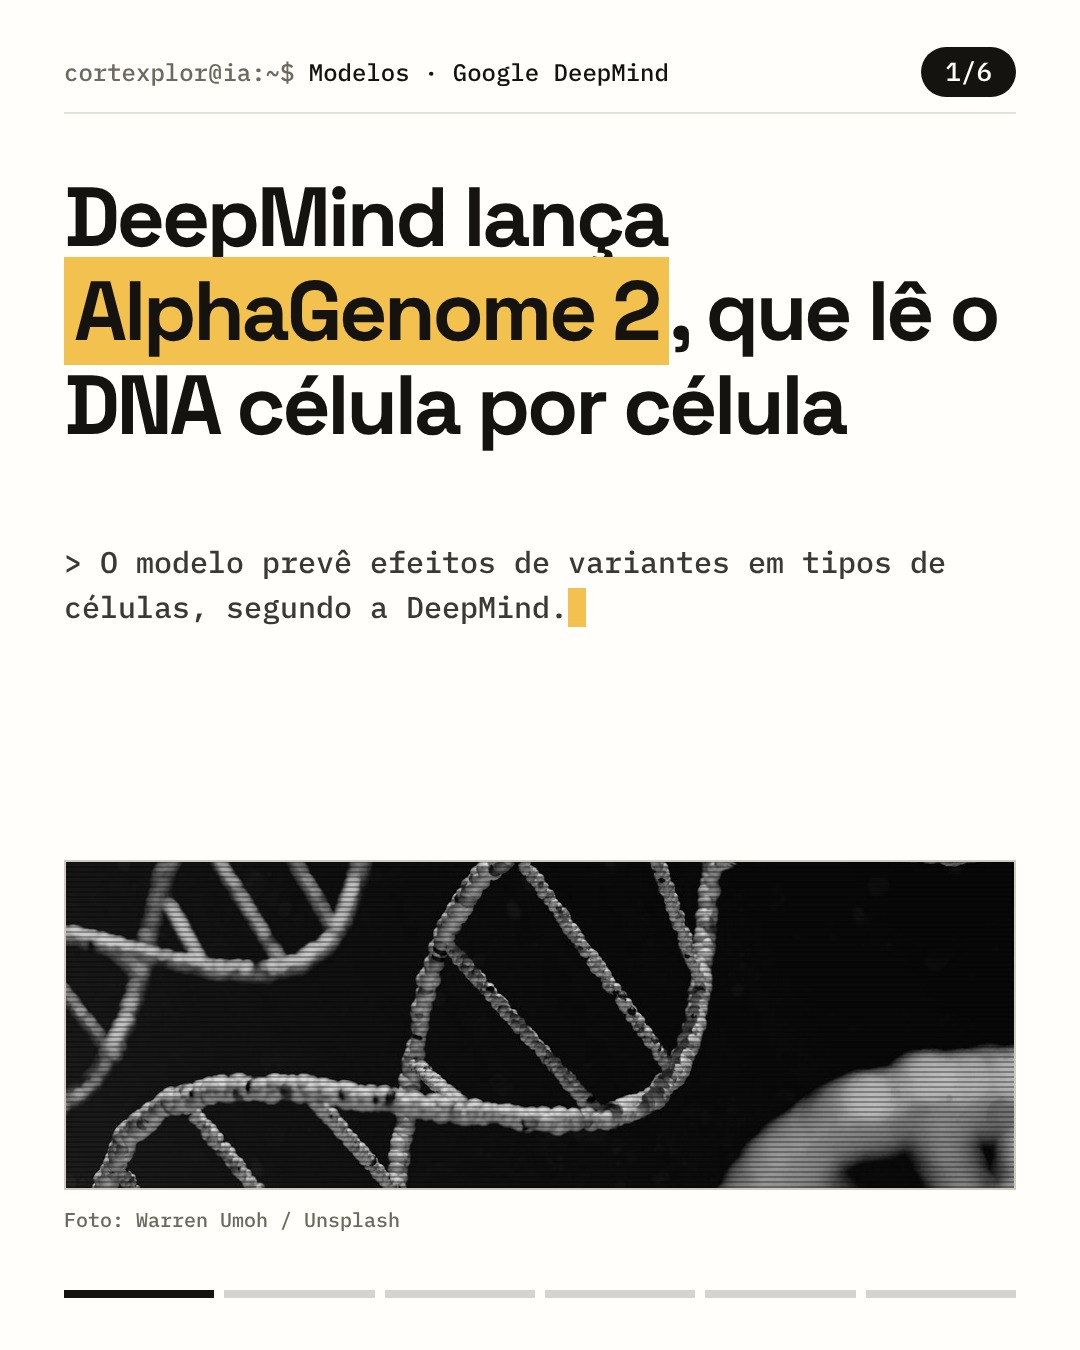 cortexplor@ia:~$ Modelos · Google DeepMind
1/6
DeepMind lança
AlphaGenome 2, que lê o
DNA célula por célula
> O modelo prevê efeitos de variantes em tipos de
células, segundo a DeepMind.
Foto: Warren Umoh / Unsplash